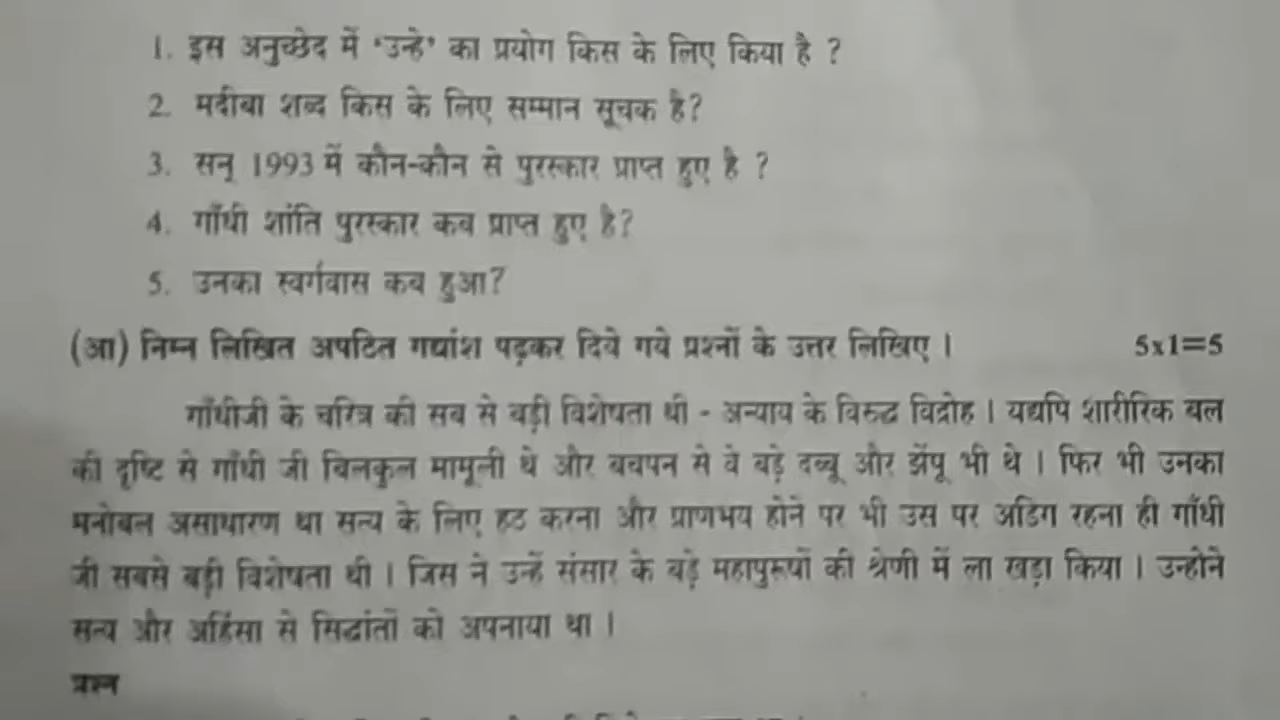 1. इस अनुच्छेद में 'उन्हे' का प्रयोग किस के लिए किया है ?
2. मदीबा शब्द किस के लिए सम्मान सूचक है?
3. सन् 1993 में कौन-कौन से पुरस्कार प्राप्त हुए है ?
4. गाँधी शांति पुरस्कार कब प्राप्त हुए है?
5. उनका स्वर्गवास कब हुआ?
(आ) निम्न लिखित अपठित गद्यांश पढ़कर दिये गये प्रश्नों के उत्तर लिखिए । 5x1=5
गाँधीजी के चरित्र की सब से बड़ी विशेषता थी - अन्याय के विरुद्ध विद्रोह । यद्यपि शारीरिक बल
की दृष्टि से गाँधी जी बिलकुल मामूली थे और बचपन से वे बड़े दब्बू और झेंपू भी थे । फिर भी उनका
मनोबल असाधारण था सत्य के लिए हठ करना और प्राणभय होने पर भी उस पर अडिग रहना ही गाँधी
जी सबसे बड़ी विशेषता थी । जिस ने उन्हें संसार के बड़े महापुरूषों की श्रेणी में ला खड़ा किया । उन्होने
सत्य और अहिंसा से सिद्धांतों को अपनाया था ।
प्रश्न